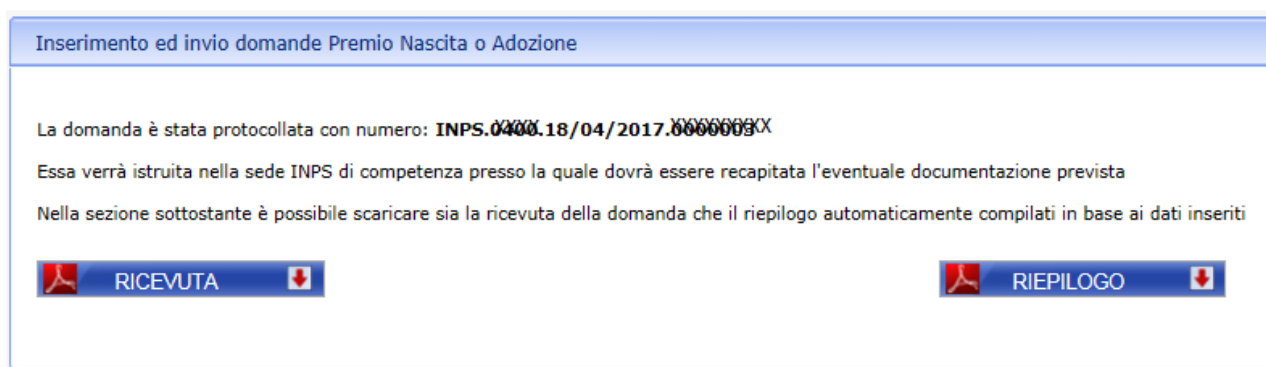 Inserimento ed invio domande Premio Nascita o Adozione
La domanda è stata protocollata con numero: INPS. .18/04/2017.
Essa verrà istruita nella sede INPS di competenza presso la quale dovrà essere recapitata l'eventuale documentazione prevista
Nella sezione sottostante è possibile scaricare sia la ricevuta della domanda che il riepilogo automaticamente compilati in base ai dati inseriti
RICEVUTA
RIEPILOGO